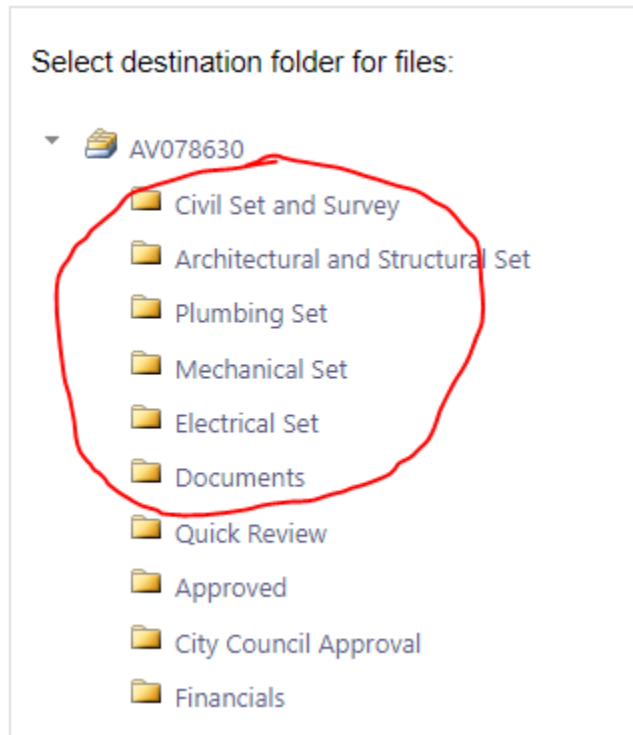 Select destination folder for files:
AV078630
Civil Set and Survey
Architectural and Structural Set
Plumbing Set
Mechanical Set
Electrical Set
Documents
Quick Review
Approved
City Council Approval
Financials